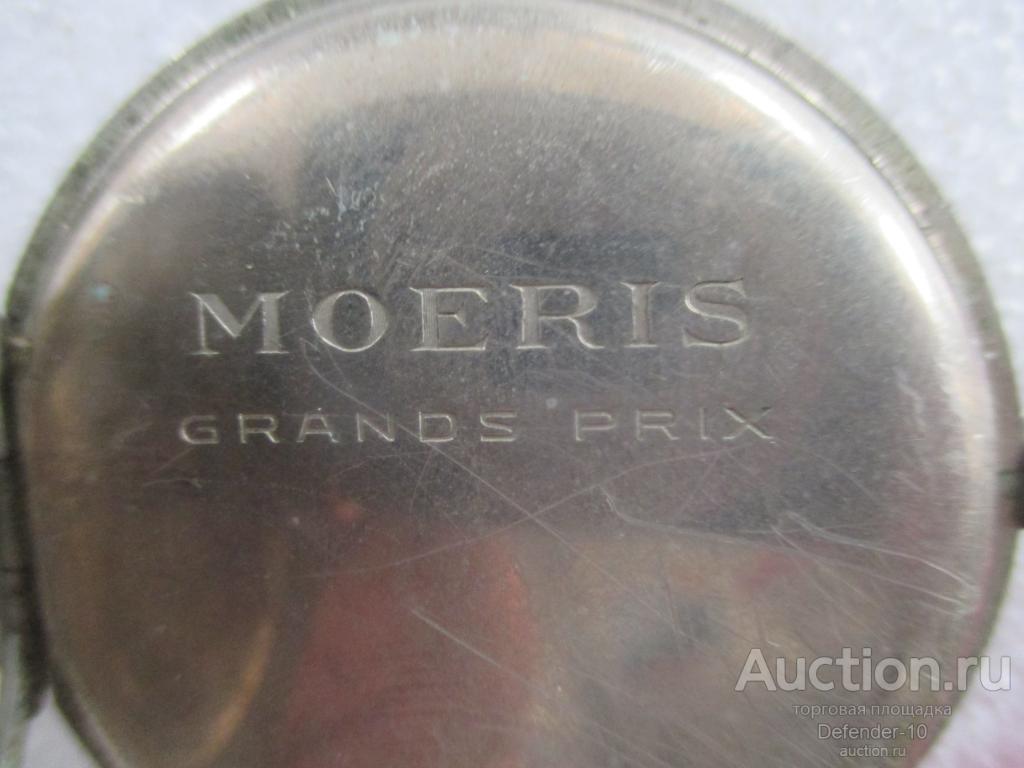 MOERIS
GRANDS PRIX
Auction.ru
торговая площадка
Defender-10
auction.ru